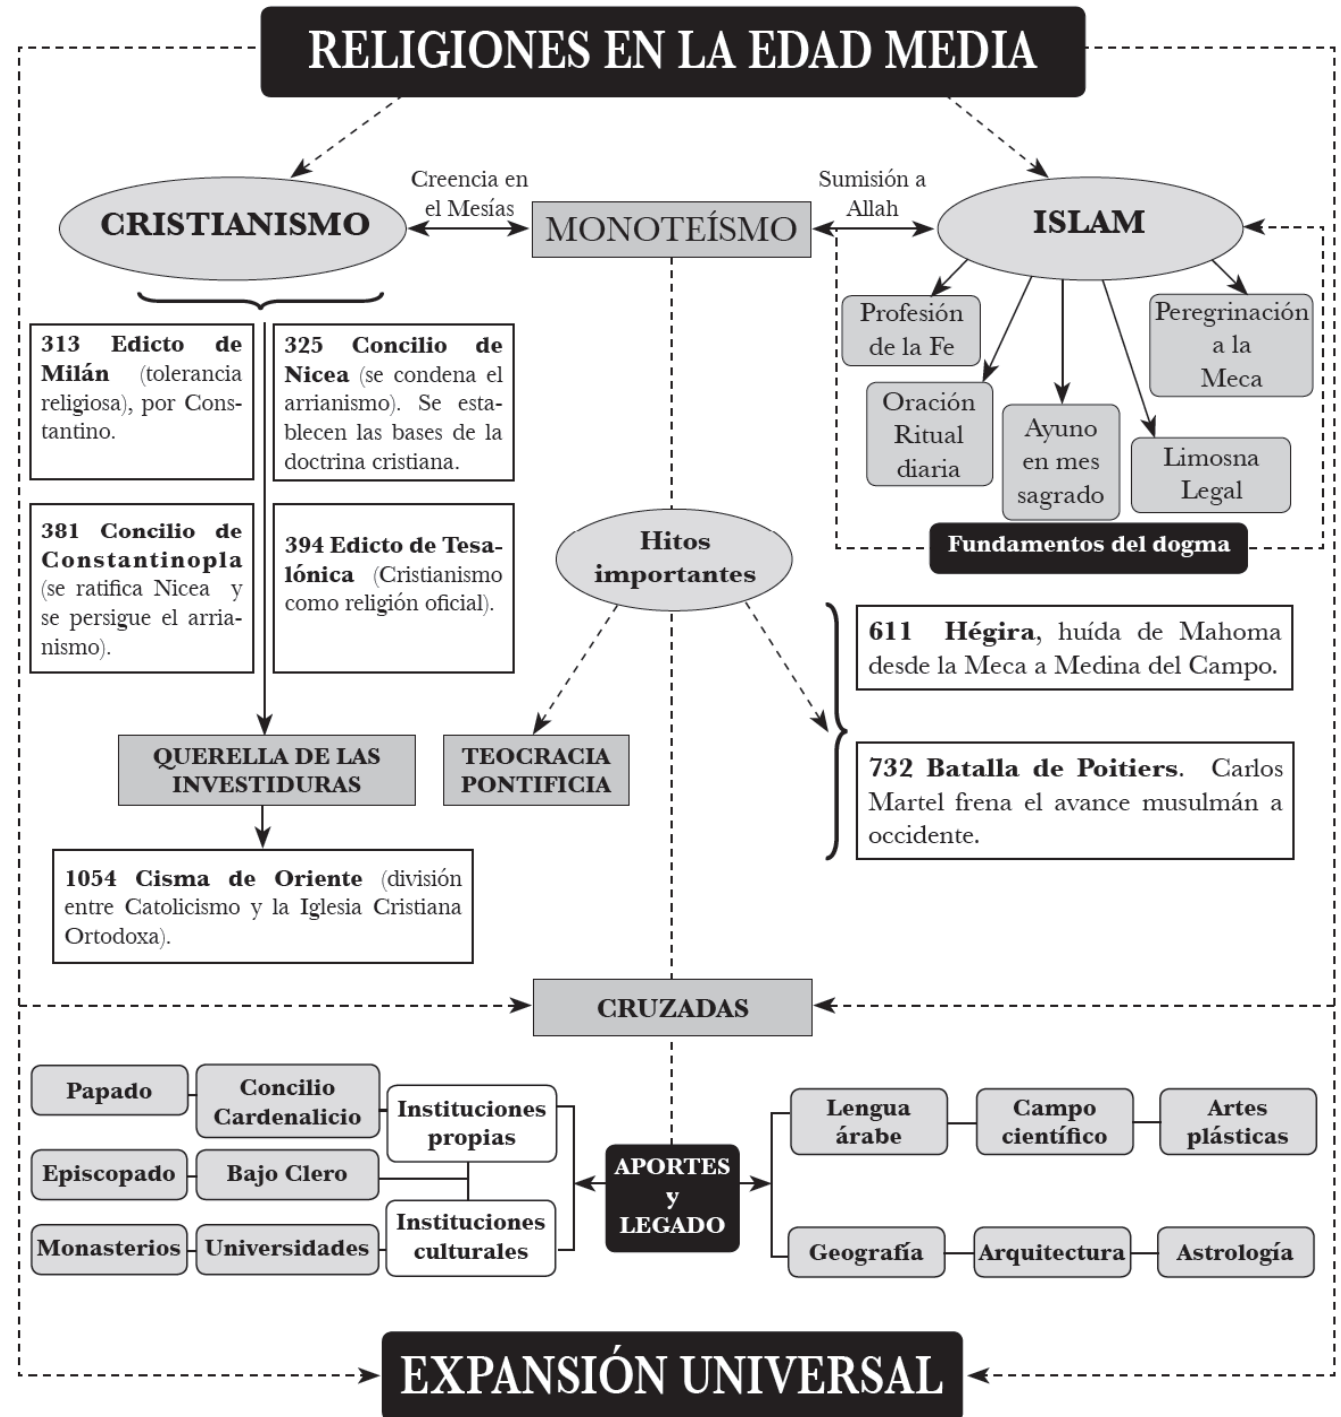 RELIGIONES EN LA EDAD MEDIA
CRISTIANISMO
Creencia en
el Mesías
MONOTEÍSMO
Sumisión a
Allah
ISLAM
313 Edicto de
Milán (tolerancia
religiosa), por Cons-
tantino.
325 Concilio de
Nicea (se condena el
arrianismo). Se esta-
blecen las bases de la
doctrina cristiana.
381 Concilio de
Constantinopla
(se ratifica Nicea y
se persigue el arria-
nismo).
394 Edicto de Tesa-
lónica (Cristianismo
como religión oficial).
Profesión
de la Fe
Oración
Ritual
diaria
Ayuno
en mes
sagrado
Limosna
Legal
Peregrinación
a la
Meca
Fundamentos del dogma
Hitos
importantes
611 Hégira, huída de Mahoma
desde la Meca a Medina del Campo.
732 Batalla de Poitiers. Carlos
Martel frena el avance musulmán a
occidente.
QUERELLA DE LAS
INVESTIDURAS
TEOCRACIA
PONTIFICIA
1054 Cisma de Oriente (división
entre Catolicismo y la Iglesia Cristiana
Ortodoxa).
CRUZADAS
Papado
Concilio
Cardenalicio
Instituciones
propias
Episcopado
Bajo Clero
Monasterios
Universidades
Instituciones
culturales
APORTES
y
LEGADO
Lengua
árabe
Campo
científico
Artes
plásticas
Geografía
Arquitectura
Astrología
EXPANSIÓN UNIVERSAL